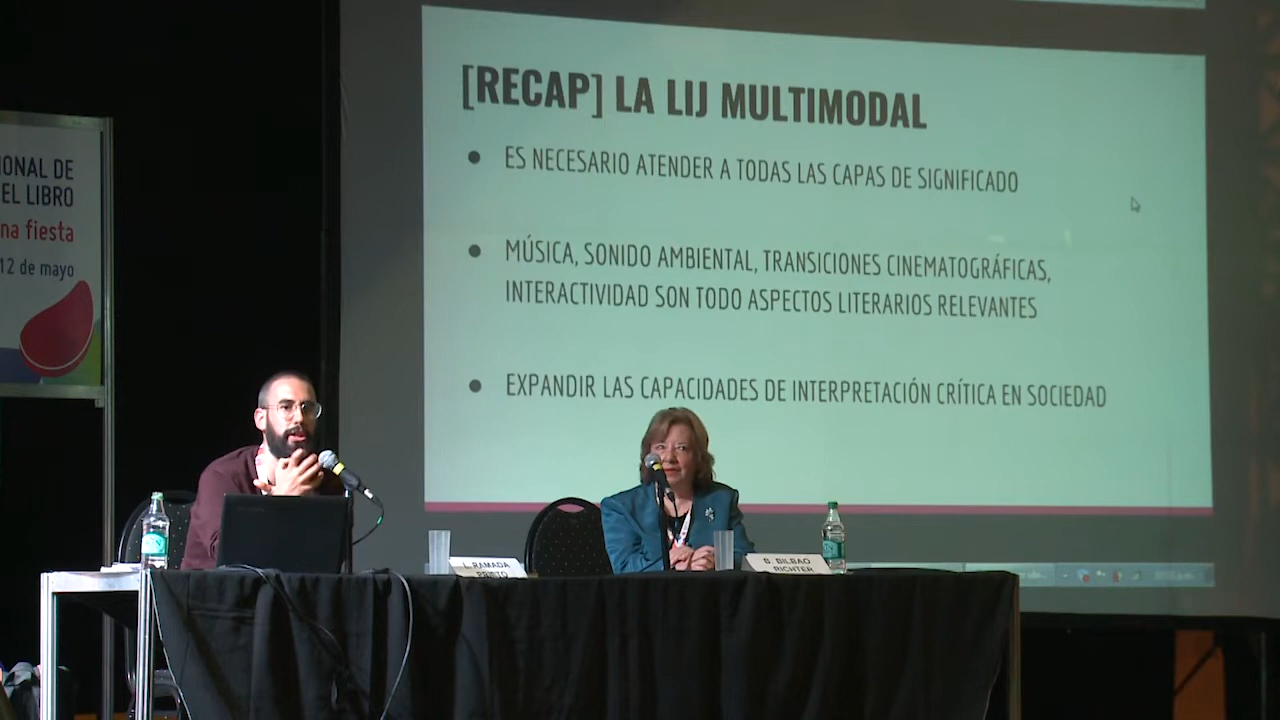 [RECAP] LA LIJ MULTIMODAL
● ES NECESARIO ATENDER A TODAS LAS CAPAS DE SIGNIFICADO
● MÚSICA, SONIDO AMBIENTAL, TRANSICIONES CINEMATOGRÁFICAS,
INTERACTIVIDAD SON TODO ASPECTOS LITERARIOS RELEVANTES
● EXPANDIR LAS CAPACIDADES DE INTERPRETACIÓN CRÍTICA EN SOCIEDAD
IONAL DE
EL LIBRO
na fiesta
12 de mayo
L. RAMADA
PRIETO
S. BILBAO
RICHTER